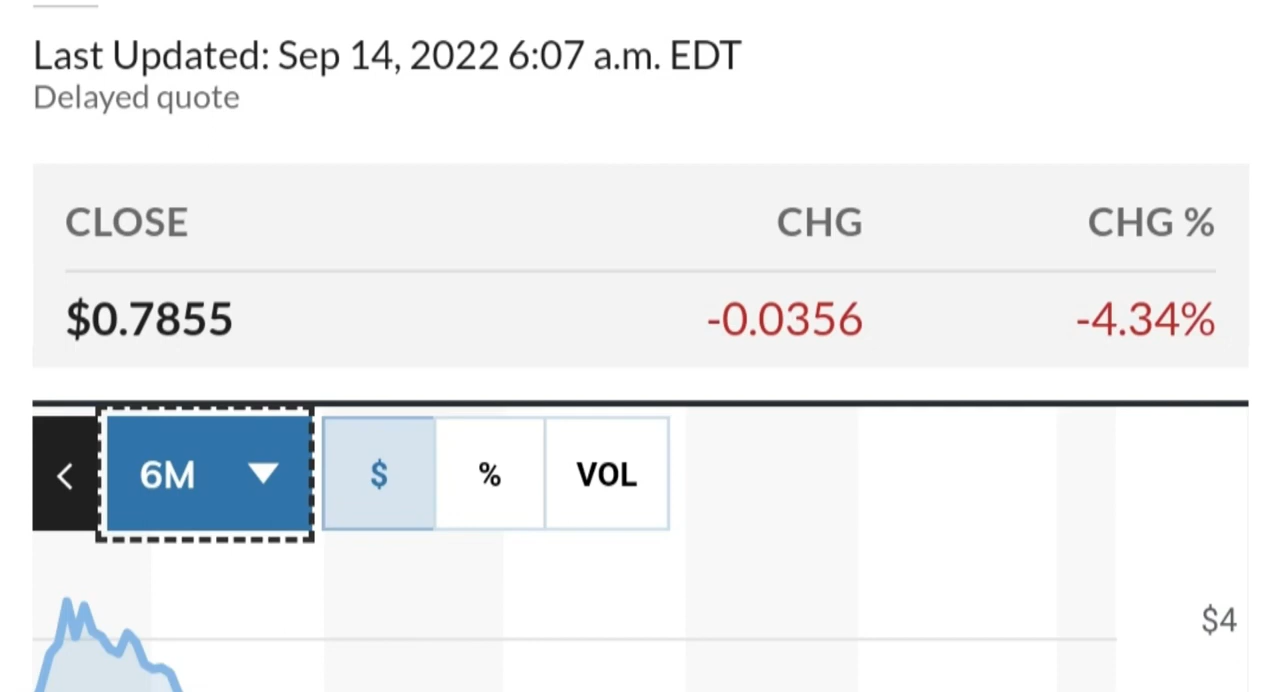 Last Updated: Sep 14, 2022 6:07 a.m. EDT
Delayed quote
CLOSE CHG CHG %
$0.7855 -0.0356 -4.34%
6M $ % VOL
$4